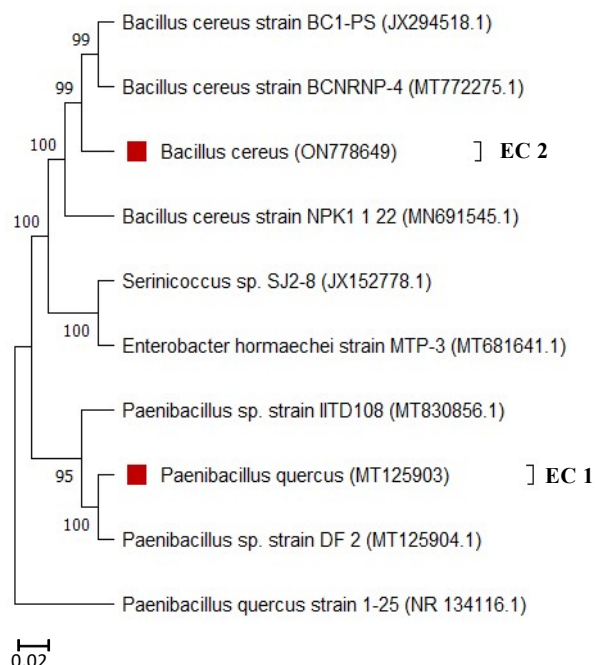 Bacillus cereus strain BC1-PS (JX294518.1)
99
Bacillus cereus strain BCNRNP-4 (MT772275.1)
99
Bacillus cereus (ON778649) EC 2
100
Bacillus cereus strain NPK1 1 22 (MN691545.1)
100
Serinicoccus sp. SJ2-8 (JX152778.1)
100
Enterobacter hormaechei strain MTP-3 (MT681641.1)
Paenibacillus sp. strain IITD108 (MT830856.1)
95
Paenibacillus quercus (MT125903) EC 1
100
Paenibacillus sp. strain DF 2 (MT125904.1)
Paenibacillus quercus strain 1-25 (NR 134116.1)
0.02